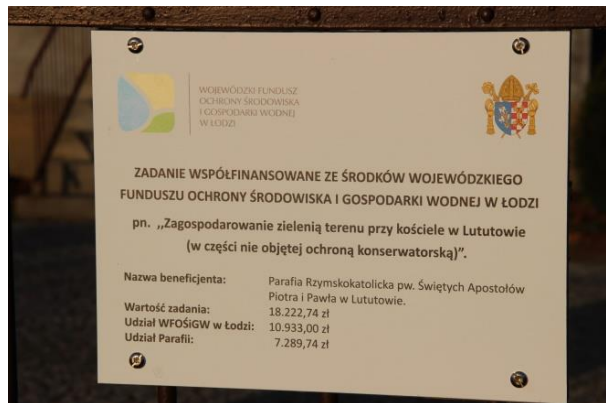 WOJEWÓDZKI FUNDUSZ
OCHRONY ŚRODOWISKA
I GOSPODARKI WODNEJ
W ŁODZI
ZADANIE WSPÓŁFINANSOWANE ZE ŚRODKÓW WOJEWÓDZKIEGO
FUNDUSZU OCHRONY ŚRODOWISKA I GOSPODARKI WODNEJ W ŁODZI
pn. ,,Zagospodarowanie zielenią terenu przy kościele w Lututowie
(w części nie objętej ochroną konserwatorską)”.
Nazwa beneficjenta: Parafia Rzymskokatolicka pw. Świętych Apostołów
Piotra i Pawła w Lututowie.
Wartość zadania: 18.222,74 zł
Udział WFOŚiGW w Łodzi: 10.933,00 zł
Udział Parafii: 7.289,74 zł